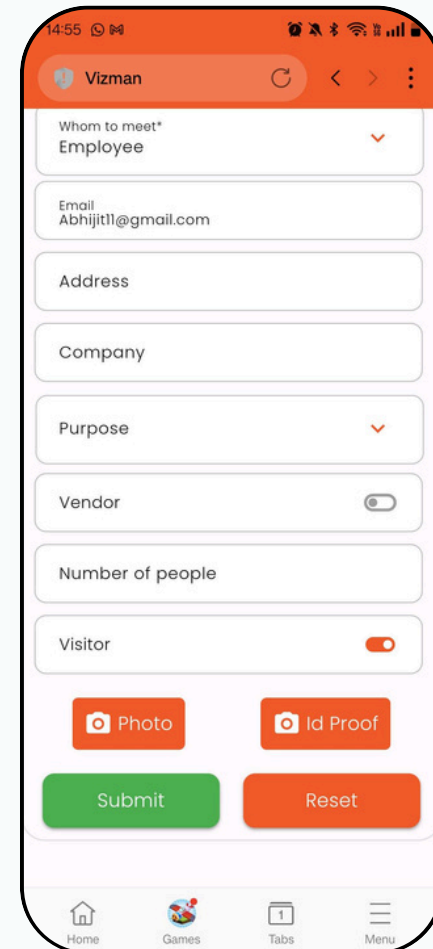 14:55
Vizman
Whom to meet*
Employee
Email
Abhijit11@gmail.com
Address
Company
Purpose
Vendor
Number of people
Visitor
Photo Id Proof
Submit Reset
1
Home Games Tabs Menu